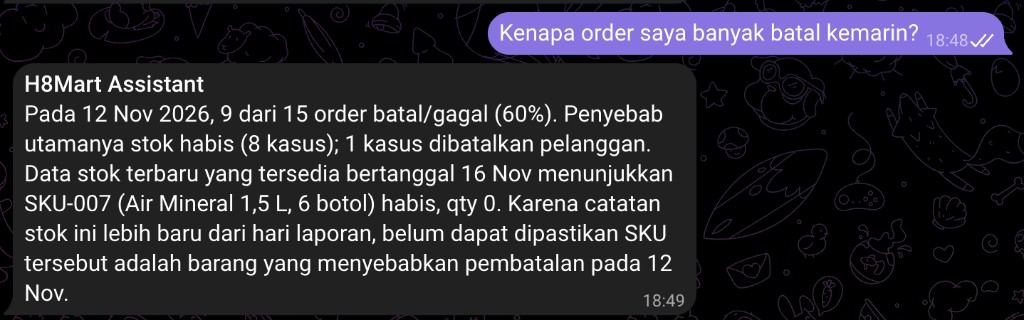 Kenapa order saya banyak batal kemarin?
18:48
H8Mart Assistant
Pada 12 Nov 2026, 9 dari 15 order batal/gagal (60%). Penyebab
utamanya stok habis (8 kasus); 1 kasus dibatalkan pelanggan.
Data stok terbaru yang tersedia bertanggal 16 Nov menunjukkan
SKU-007 (Air Mineral 1,5 L, 6 botol) habis, qty 0. Karena catatan
stok ini lebih baru dari hari laporan, belum dapat dipastikan SKU
tersebut adalah barang yang menyebabkan pembatalan pada 12
Nov.
18:49